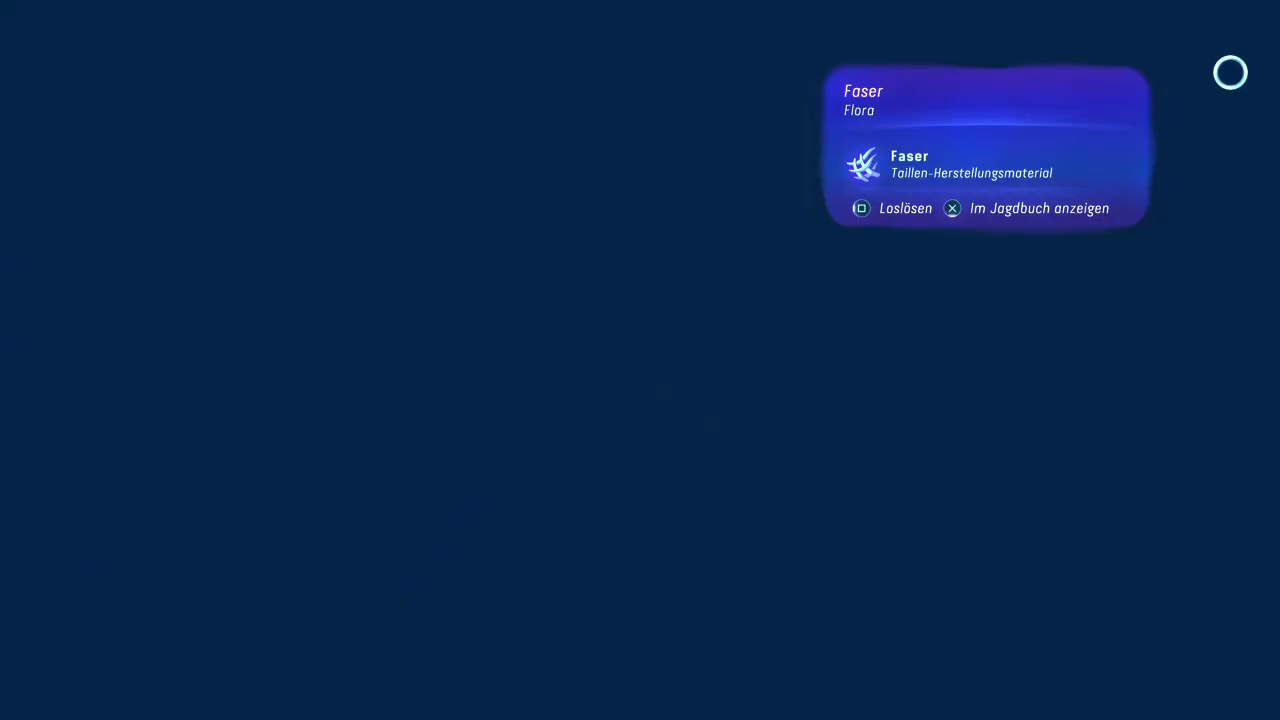 Faser
Flora
Faser
Taillen-Herstellungsmaterial
Loslösen Im Jagdbuch anzeigen